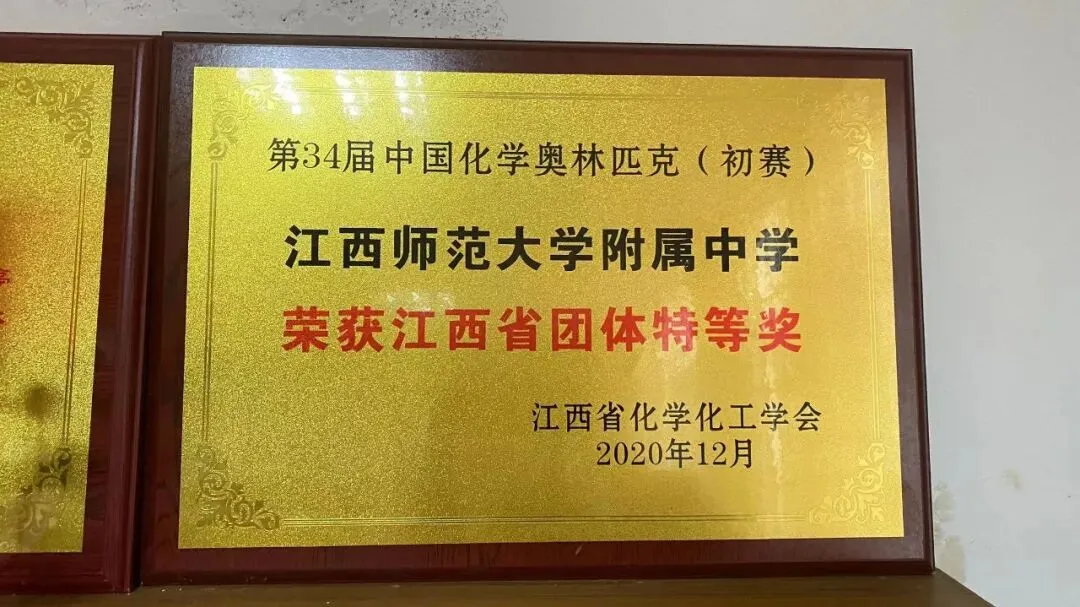 第34届中国化学奥林匹克（初赛）
江西师范大学附属中学
荣获江西省团体特等奖
江西省化学化工学会
2020年12月